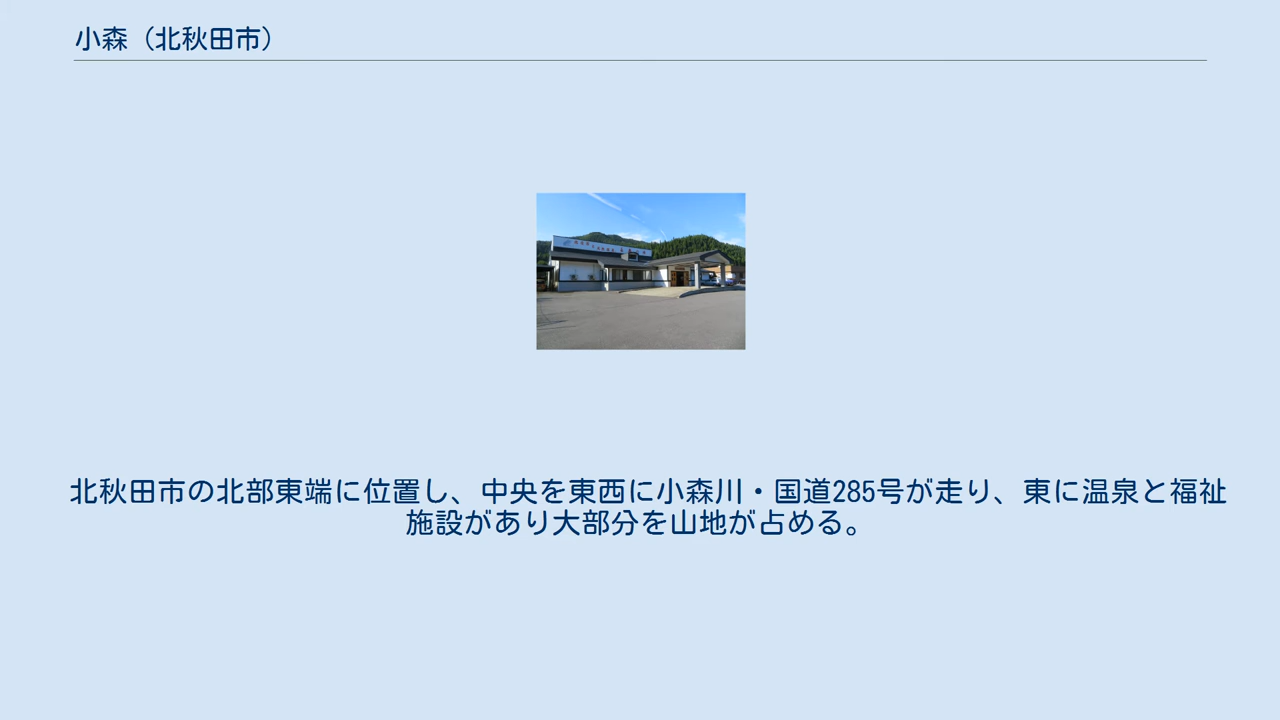 小森（北秋田市）
北秋田市の北部東端に位置し、中央を東西に小森川・国道285号が走り、東に温泉と福祉
施設があり大部分を山地が占める。